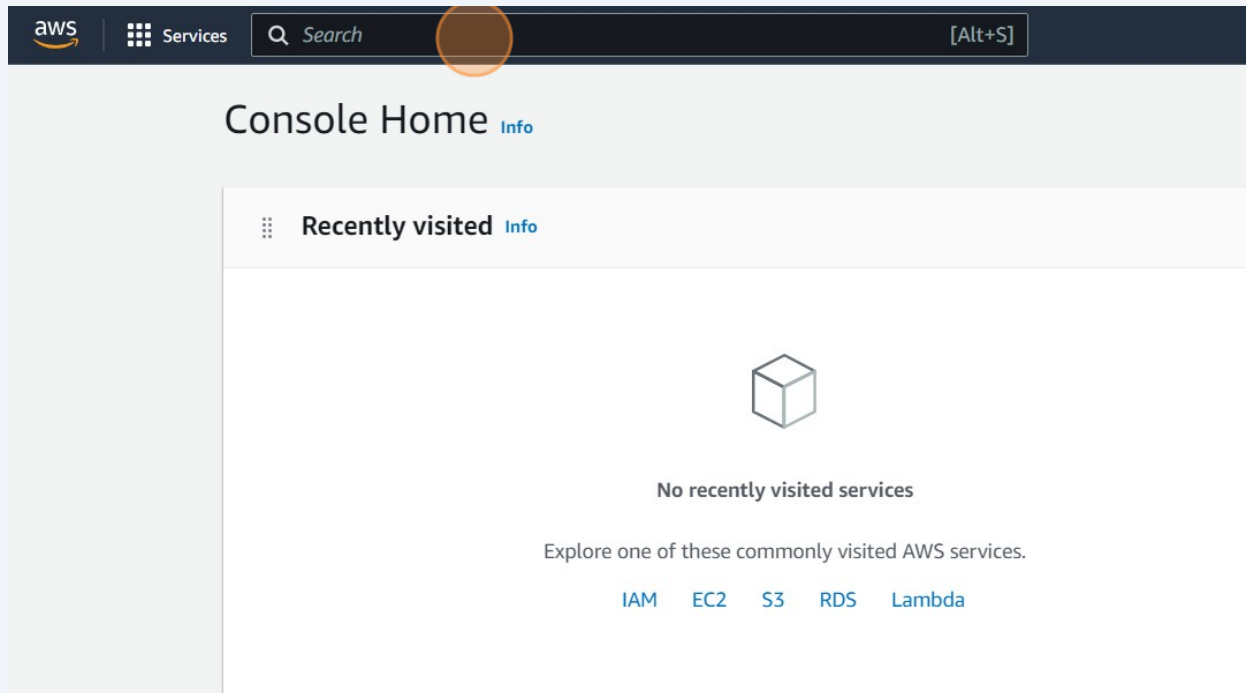 aws Services Search [Alt+S]
Console Home Info
Recently visited Info
No recently visited services
Explore one of these commonly visited AWS services.
IAM EC2 S3 RDS Lambda